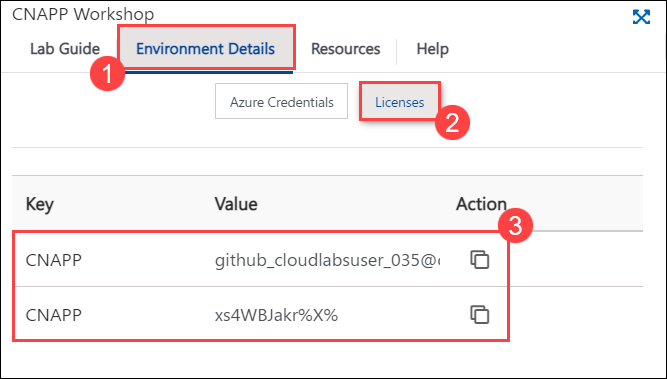 CNAPP Workshop
Lab Guide Environment Details Resources Help
1
Azure Credentials Licenses
2
Key Value Action
3
CNAPP github_cloudlabsuser_035@c
CNAPP xs4WBJakr%X%